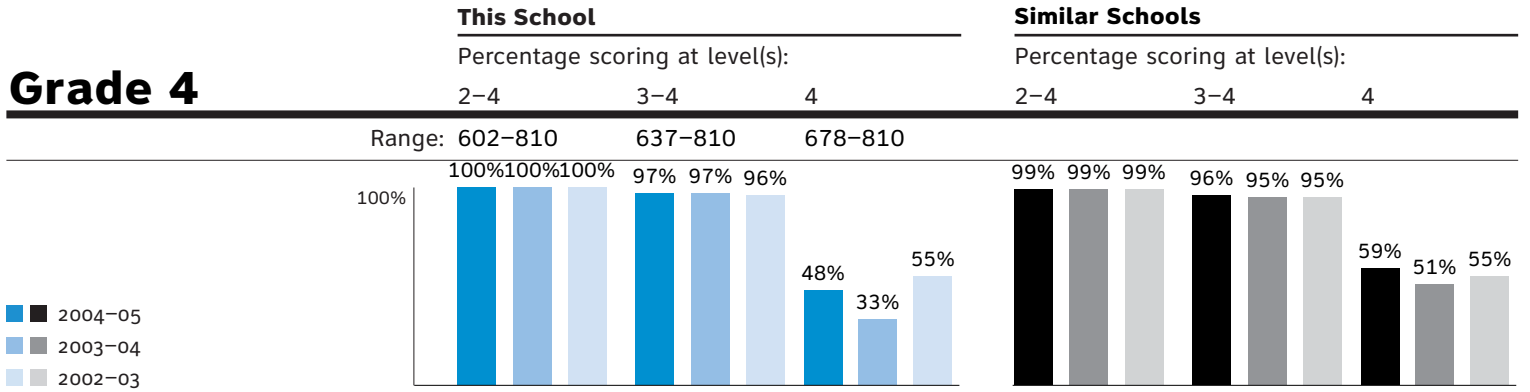 This School Similar Schools
Percentage scoring at level(s): Percentage scoring at level(s):
Grade 4 2–4 3–4 4 2–4 3–4 4
Range: 602–810 637–810 678–810
100% 100% 100% 97% 97% 96% 48% 33% 55% 99% 99% 99% 96% 95% 95% 59% 51% 55%
100%
2004–05
2003–04
2002–03